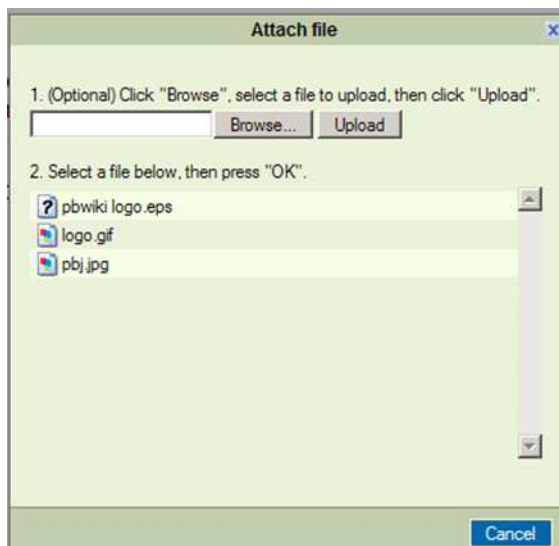 Attach file
x
1. (Optional) Click "Browse", select a file to upload, then click "Upload".
Browse... Upload
2. Select a file below, then press "OK".
? pbwiki logo.eps
logo.gif
pbj.jpg
Cancel